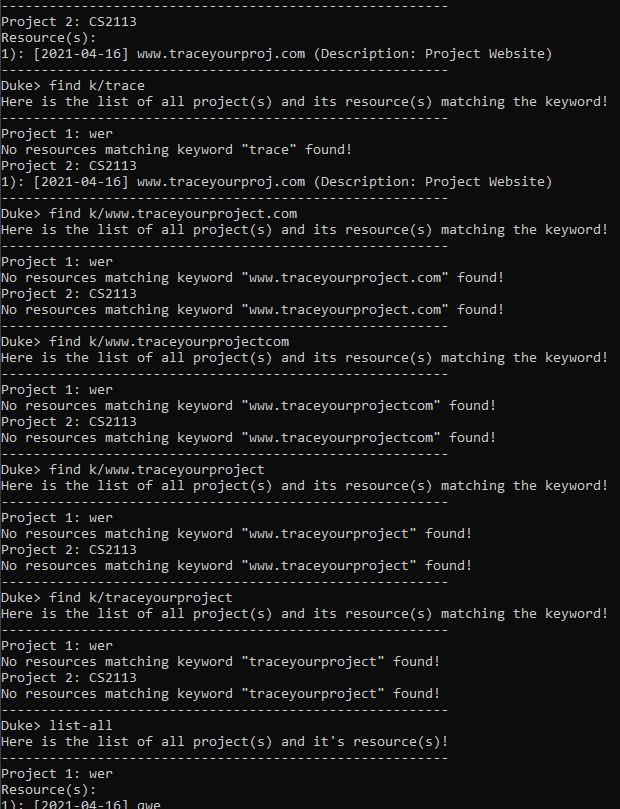 --------------------------------------------------------
Project 2: CS2113
Resource(s):
1): [2021-04-16] www.traceyourproj.com (Description: Project Website)
--------------------------------------------------------
Duke> find k/trace
Here is the list of all project(s) and its resource(s) matching the keyword!
--------------------------------------------------------
Project 1: wer
No resources matching keyword "trace" found!
Project 2: CS2113
1): [2021-04-16] www.traceyourproj.com (Description: Project Website)
--------------------------------------------------------
Duke> find k/www.traceyourproject.com
Here is the list of all project(s) and its resource(s) matching the keyword!
--------------------------------------------------------
Project 1: wer
No resources matching keyword "www.traceyourproject.com" found!
Project 2: CS2113
No resources matching keyword "www.traceyourproject.com" found!
--------------------------------------------------------
Duke> find k/www.traceyourprojectcom
Here is the list of all project(s) and its resource(s) matching the keyword!
--------------------------------------------------------
Project 1: wer
No resources matching keyword "www.traceyourprojectcom" found!
Project 2: CS2113
No resources matching keyword "www.traceyourprojectcom" found!
--------------------------------------------------------
Duke> find k/www.traceyourproject
Here is the list of all project(s) and its resource(s) matching the keyword!
--------------------------------------------------------
Project 1: wer
No resources matching keyword "www.traceyourproject" found!
Project 2: CS2113
No resources matching keyword "www.traceyourproject" found!
--------------------------------------------------------
Duke> find k/traceyourproject
Here is the list of all project(s) and its resource(s) matching the keyword!
--------------------------------------------------------
Project 1: wer
No resources matching keyword "traceyourproject" found!
Project 2: CS2113
No resources matching keyword "traceyourproject" found!
--------------------------------------------------------
Duke> list-all
Here is the list of all project(s) and it's resource(s)!
--------------------------------------------------------
Project 1: wer
Resource(s):
1): [2021-04-16] qwe